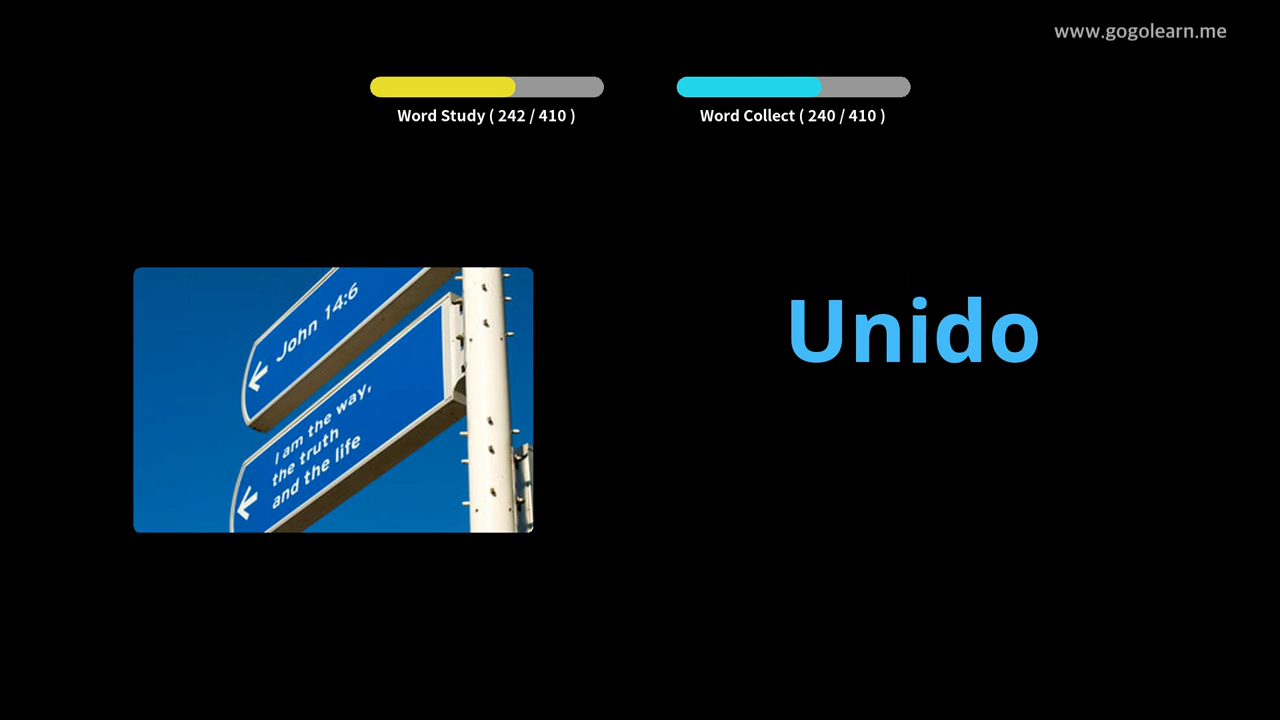 www.gogolearn.me
Word Study ( 242 / 410 )
Word Collect ( 240 / 410 )
John 14:6
I am the way,
the truth
and the life
Unido